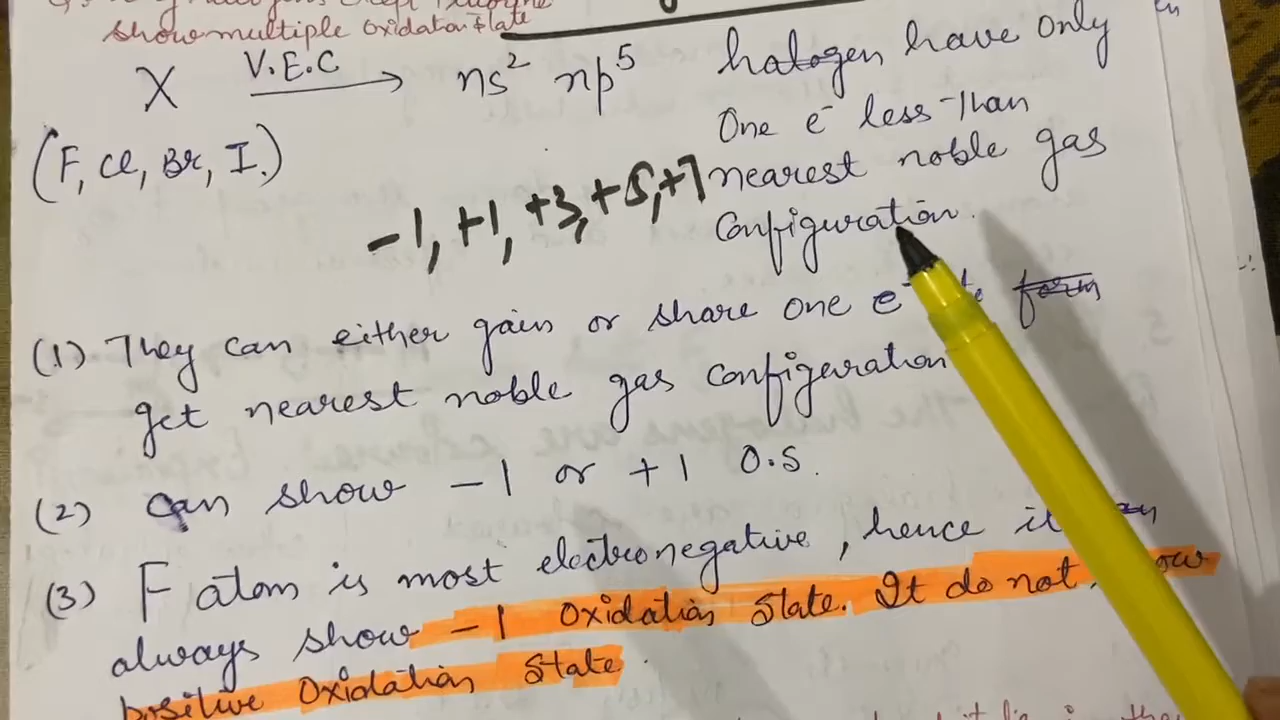 show multiple oxidation state
X V.E.C → ns² np⁵
(F, Cl, Br, I.)
halogen have only
One e⁻ less than
nearest noble gas
Configuration.
-1, +1, +3, +5, +7
(1) They can either gain or share one e⁻
get nearest noble gas configuration
(2) Can show -1 or +1 O.S.
(3) F atom is most electronegative, hence it
always show -1 Oxidation State. It do not
positive Oxidation State.